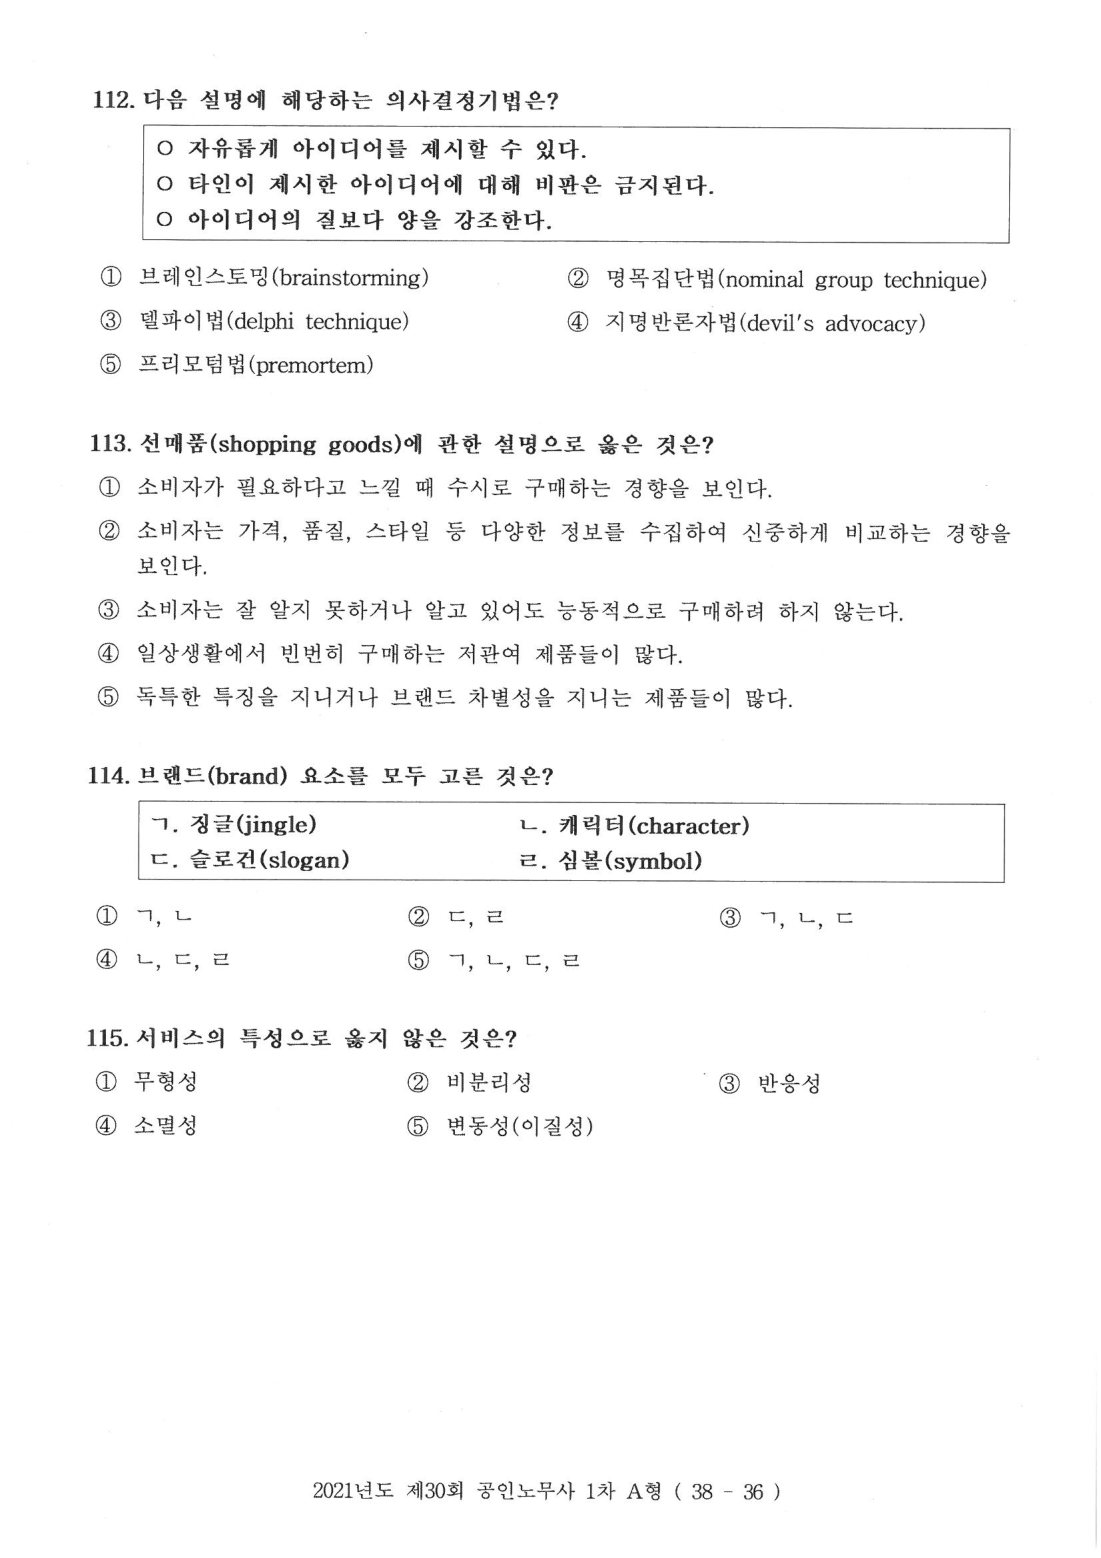 112. 다음 설명에 해당하는 의사결정기법은?
○ 자유롭게 아이디어를 제시할 수 있다.
○ 타인이 제시한 아이디어에 대해 비판은 금지된다.
○ 아이디어의 질보다 양을 강조한다.
① 브레인스토밍(brainstorming) ② 명목집단법(nominal group technique)
③ 델파이법(delphi technique) ④ 지명반론자법(devil's advocacy)
⑤ 프리모텀법(premortem)
113. 선매품(shopping goods)에 관한 설명으로 옳은 것은?
① 소비자가 필요하다고 느낄 때 수시로 구매하는 경향을 보인다.
② 소비자는 가격, 품질, 스타일 등 다양한 정보를 수집하여 신중하게 비교하는 경향을
보인다.
③ 소비자는 잘 알지 못하거나 알고 있어도 능동적으로 구매하려 하지 않는다.
④ 일상생활에서 빈번히 구매하는 저관여 제품들이 많다.
⑤ 독특한 특징을 지니거나 브랜드 차별성을 지니는 제품들이 많다.
114. 브랜드(brand) 요소를 모두 고른 것은?
ㄱ. 징글(jingle) ㄴ. 캐릭터(character)
ㄷ. 슬로건(slogan) ㄹ. 심볼(symbol)
① ㄱ, ㄴ ② ㄷ, ㄹ ③ ㄱ, ㄴ, ㄷ
④ ㄴ, ㄷ, ㄹ ⑤ ㄱ, ㄴ, ㄷ, ㄹ
115. 서비스의 특성으로 옳지 않은 것은?
① 무형성 ② 비분리성 ③ 반응성
④ 소멸성 ⑤ 변동성(이질성)
2021년도 제30회 공인노무사 1차 A형 ( 38 - 36 )